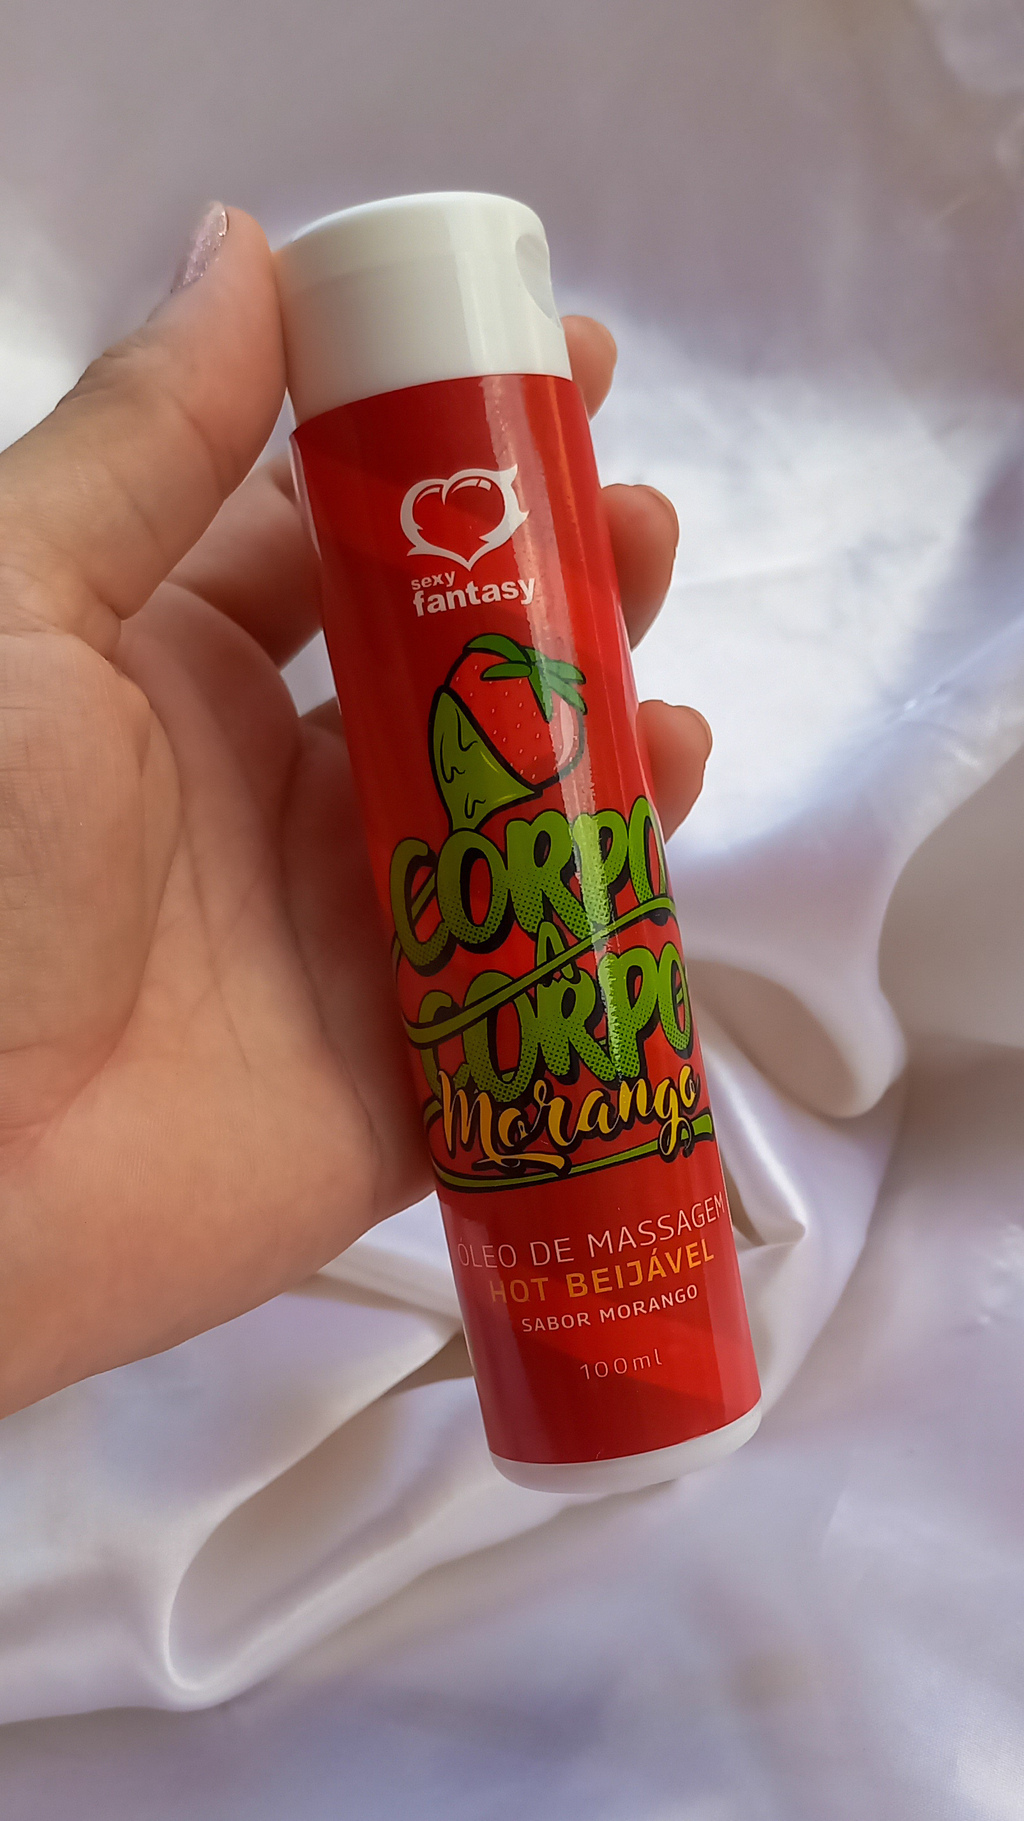 sexy
fantasy
CORPO
A
CORPO
Morango
ÓLEO DE MASSAGEM
HOT BEIJÁVEL
SABOR MORANGO
100ml